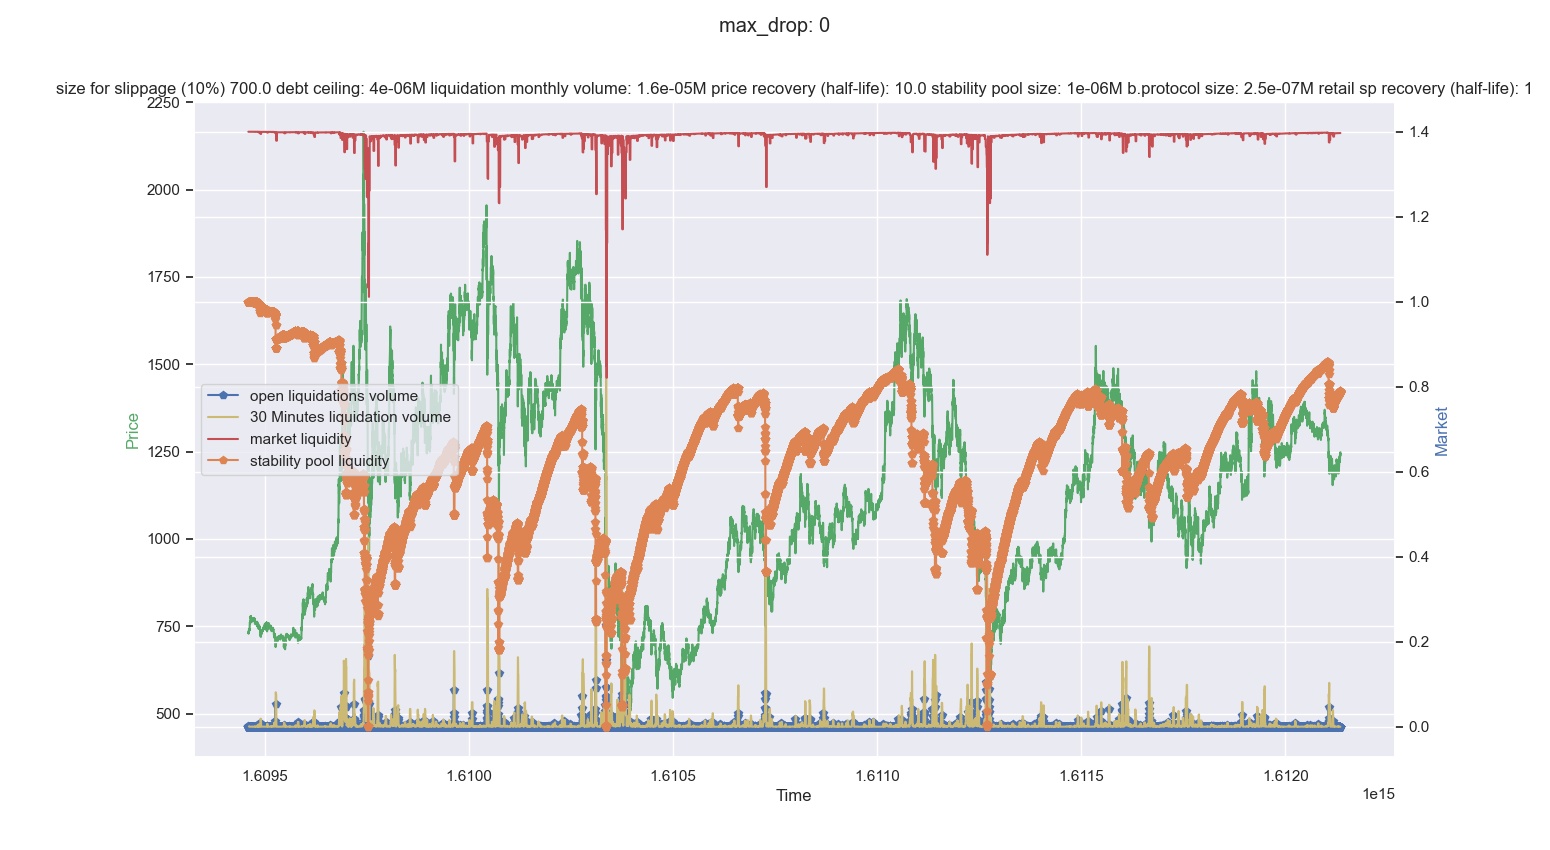 max_drop: 0
size for slippage (10%) 700.0 debt ceiling: 4e-06M liquidation monthly volume: 1.6e-05M price recovery (half-life): 10.0 stability pool size: 1e-06M b.protocol size: 2.5e-07M retail sp recovery (half-life): 1
2250
2000
1750
1500
1250
1000
750
500
Price
open liquidations volume
30 Minutes liquidation volume
market liquidity
stability pool liquidity
1.4
1.2
1.0
0.8
0.6
0.4
0.2
0.0
Market
1.6095
1.6100
1.6105
1.6110
1.6115
1.6120
Time
1e15